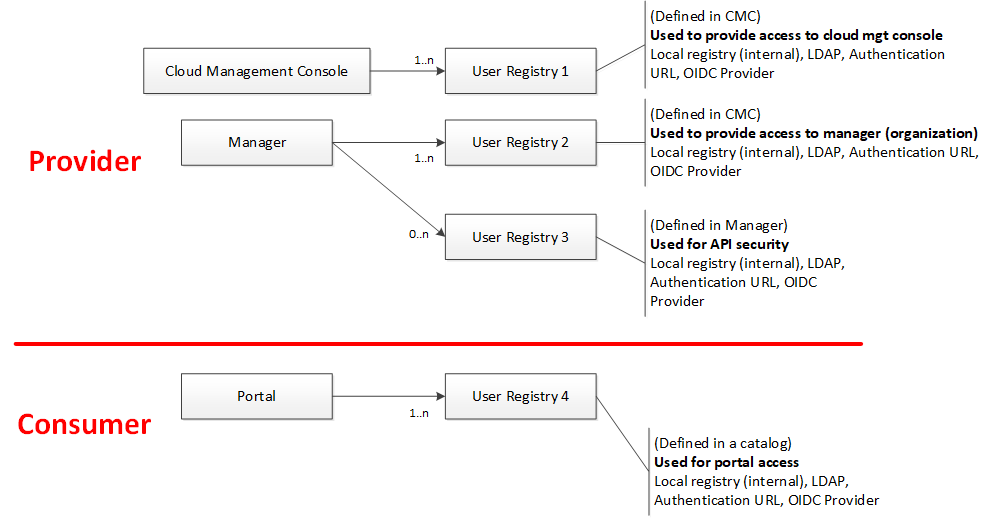 (Defined in CMC)
Used to provide access to cloud mgt console
Local registry (internal), LDAP, Authentication
URL, OIDC Provider
Cloud Management Console
1..n
User Registry 1
(Defined in CMC)
Used to provide access to manager (organization)
Local registry (internal), LDAP, Authentication URL,
OIDC Provider
Manager
1..n
User Registry 2
Provider
(Defined in Manager)
Used for API security
Local registry (internal), LDAP,
Authentication URL, OIDC
Provider
0..n
User Registry 3
Portal
1..n
User Registry 4
Consumer
(Defined in a catalog)
Used for portal access
Local registry (internal), LDAP,
Authentication URL, OIDC Provider